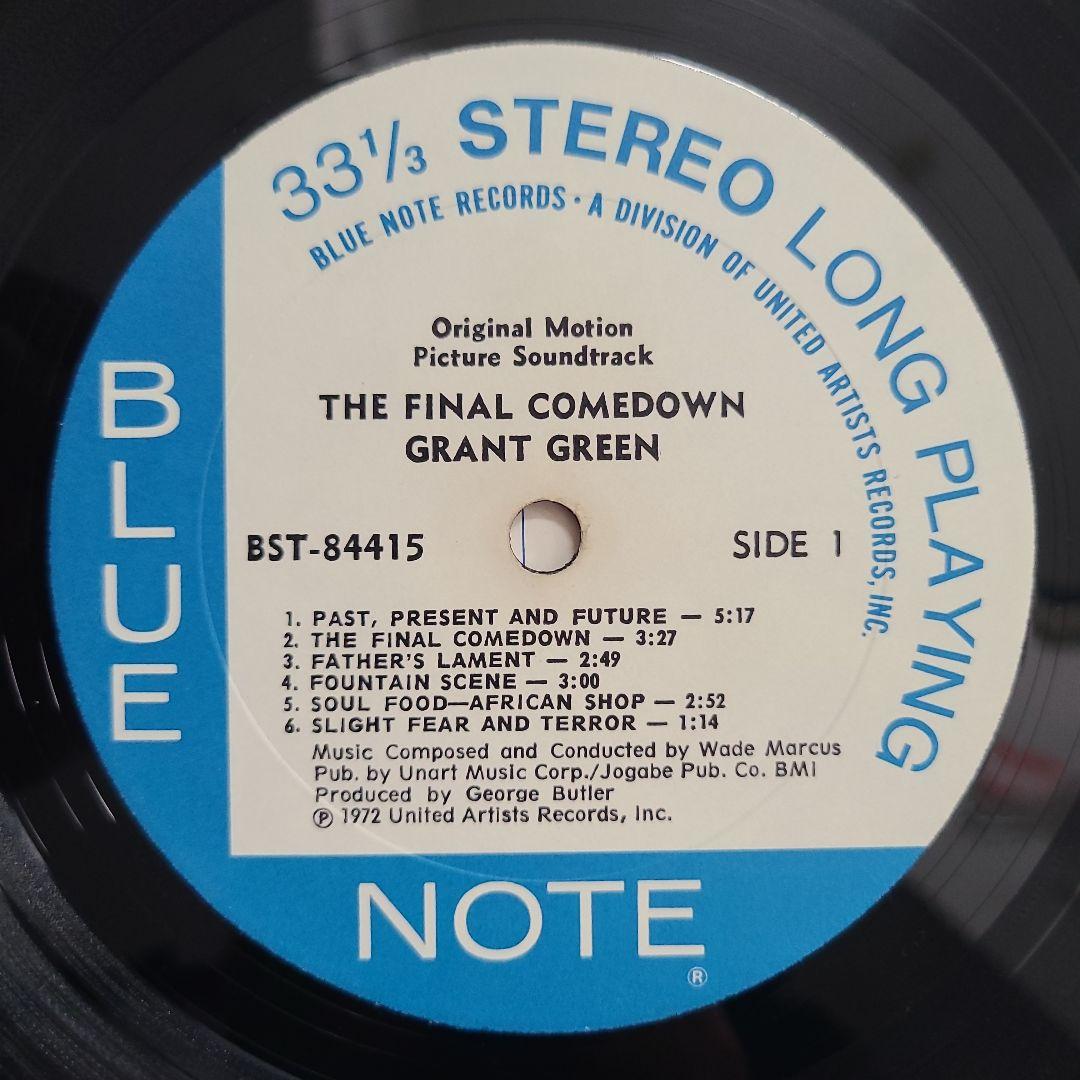 33⅓ STEREO LONG PLAYING
BLUE NOTE RECORDS · A DIVISION OF UNITED ARTISTS RECORDS, INC.
Original Motion
Picture Soundtrack
THE FINAL COMEDOWN
GRANT GREEN
BST-84415 SIDE 1
1. PAST, PRESENT AND FUTURE — 5:17
2. THE FINAL COMEDOWN — 3:27
3. FATHER'S LAMENT — 2:49
4. FOUNTAIN SCENE — 3:00
5. SOUL FOOD—AFRICAN SHOP — 2:52
6. SLIGHT FEAR AND TERROR — 1:14
Music Composed and Conducted by Wade Marcus
Pub. by Unart Music Corp./Jogabe Pub. Co. BMI
Produced by George Butler
℗ 1972 United Artists Records, Inc.
BLUE
NOTE
®